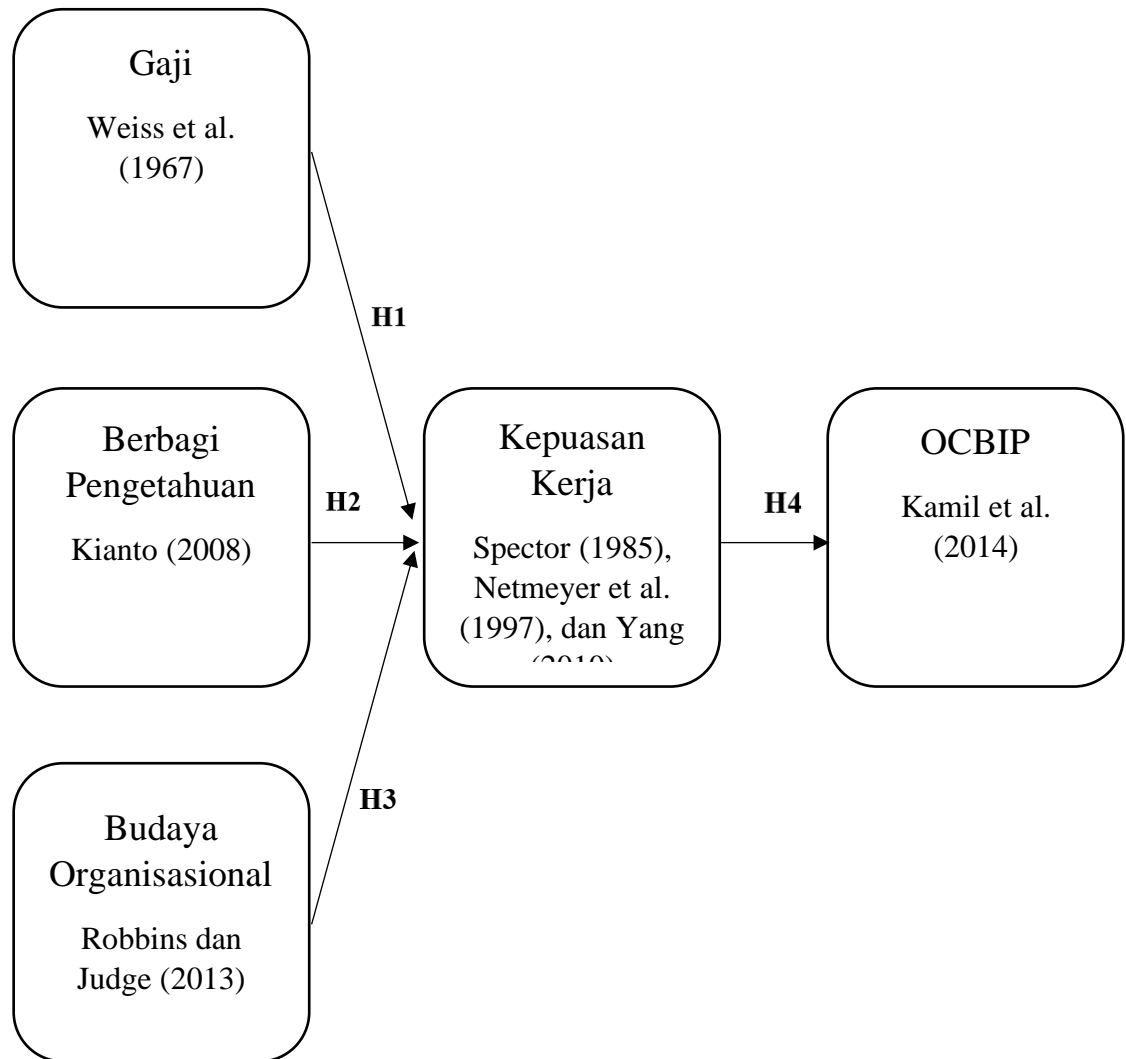 Gaji
Weiss et al.
(1967)
H1
Berbagi
Pengetahuan
Kianto (2008)
H2
Kepuasan
Kerja
Spector (1985),
Netmeyer et al.
(1997), dan Yang
H4
OCBIP
Kamil et al.
(2014)
H3
Budaya
Organisasional
Robbins dan
Judge (2013)